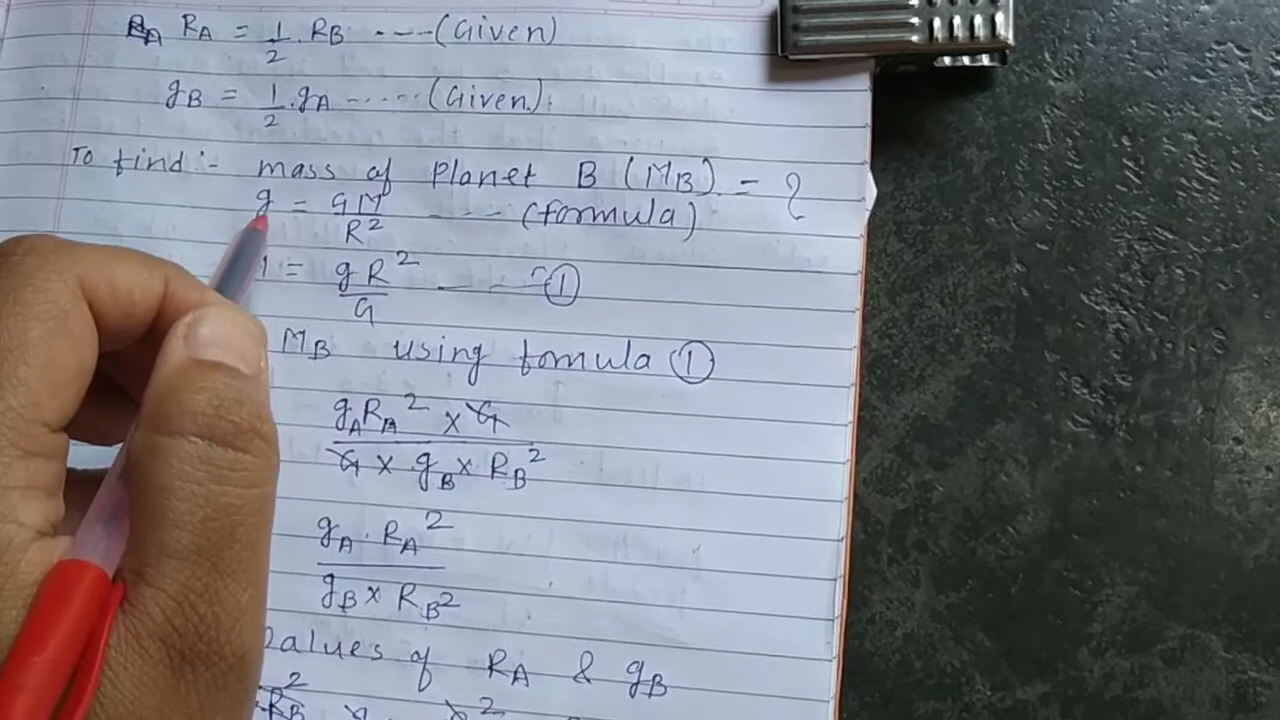 RA = 1/2 . RB ----(Given)
gB = 1/2 . gA ----- (Given).
To find :- mass of Planet B (MB) = ?
g = GM/R² ---- (formula)
= gR²/G ---- ①
MB using fomula ①
gARA² × G / G × gB × RB²
gA . RA² / gB × RB²
values of RA & gB